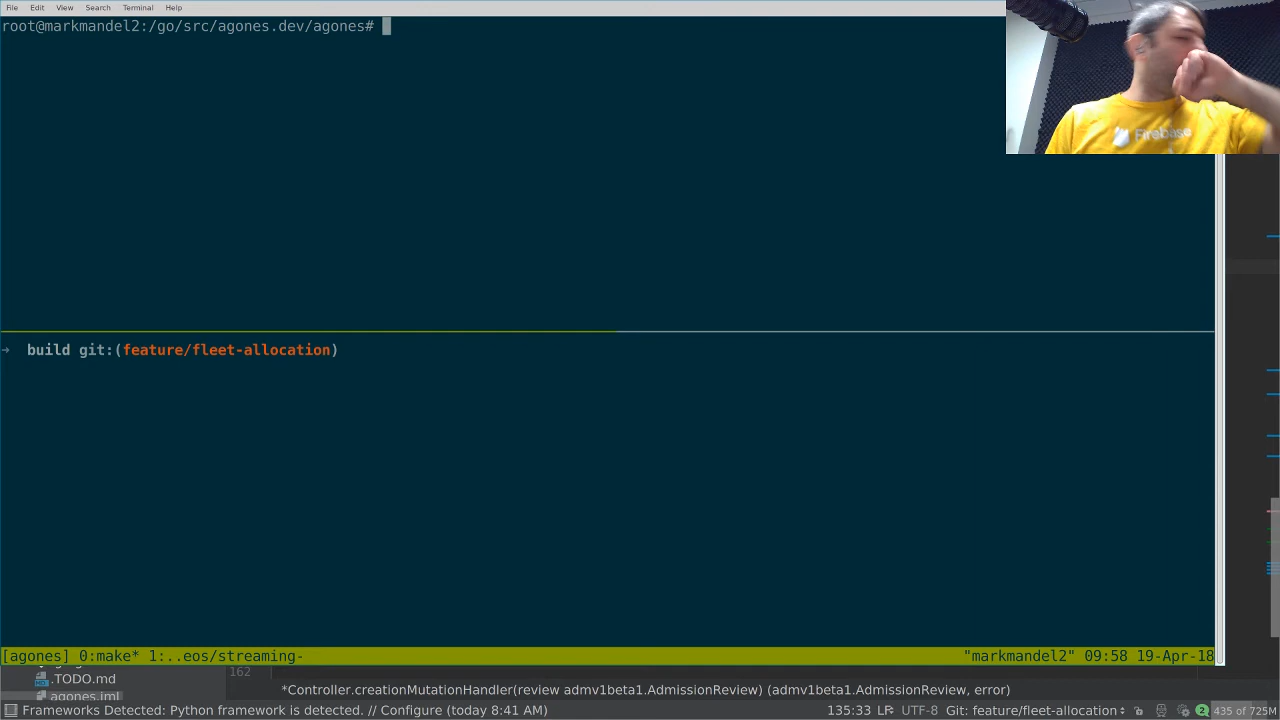 File Edit View Search Terminal Help
root@markmandel2:/go/src/agones.dev/agones#
Firebase
→ build git:(feature/fleet-allocation)
[agones] 0:make* 1:..eos/streaming- "markmandel2" 09:58 19-Apr-18
.TODO.md
162
agones.iml
*Controller.creationMutationHandler(review admv1beta1.AdmissionReview) (admv1beta1.AdmissionReview, error)
Frameworks Detected: Python framework is detected. // Configure (today 8:41 AM) 135:33 LF UTF-8 Git: feature/fleet-allocation 2 435 of 725M